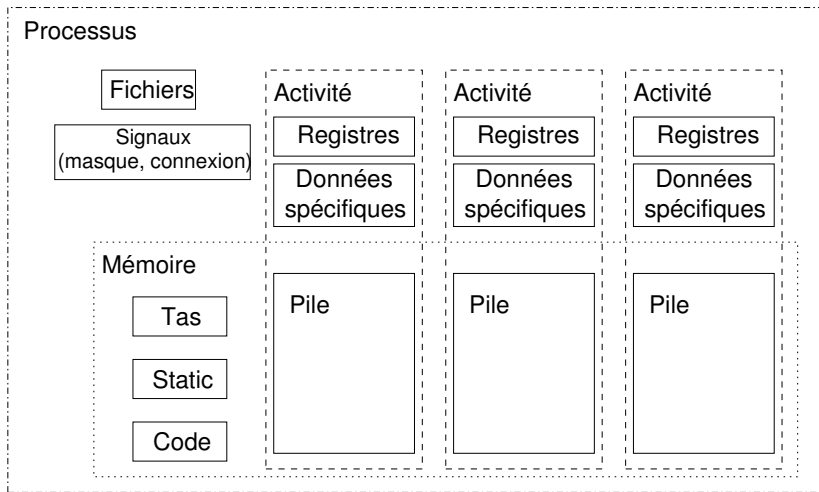 Processus
Fichiers
Signaux
(masque, connexion)
Activité
Registres
Données
spécifiques
Activité
Registres
Données
spécifiques
Activité
Registres
Données
spécifiques
Mémoire
Tas
Static
Code
Pile
Pile
Pile